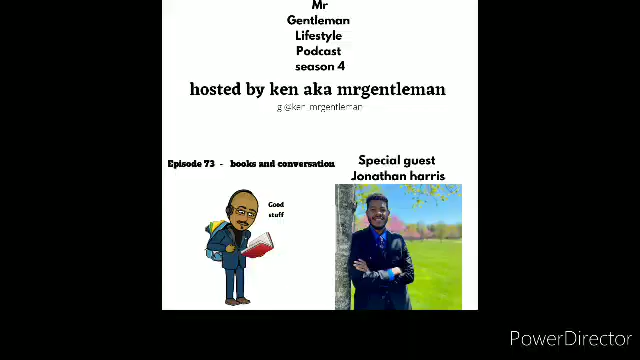 Mr
Gentleman
Lifestyle
Podcast
season 4
hosted by ken aka mrgentleman
g @ken_mrgentleman
Episode 73 - books and conversation
Special guest
Jonathan harris
Good
stuff
PowerDirector